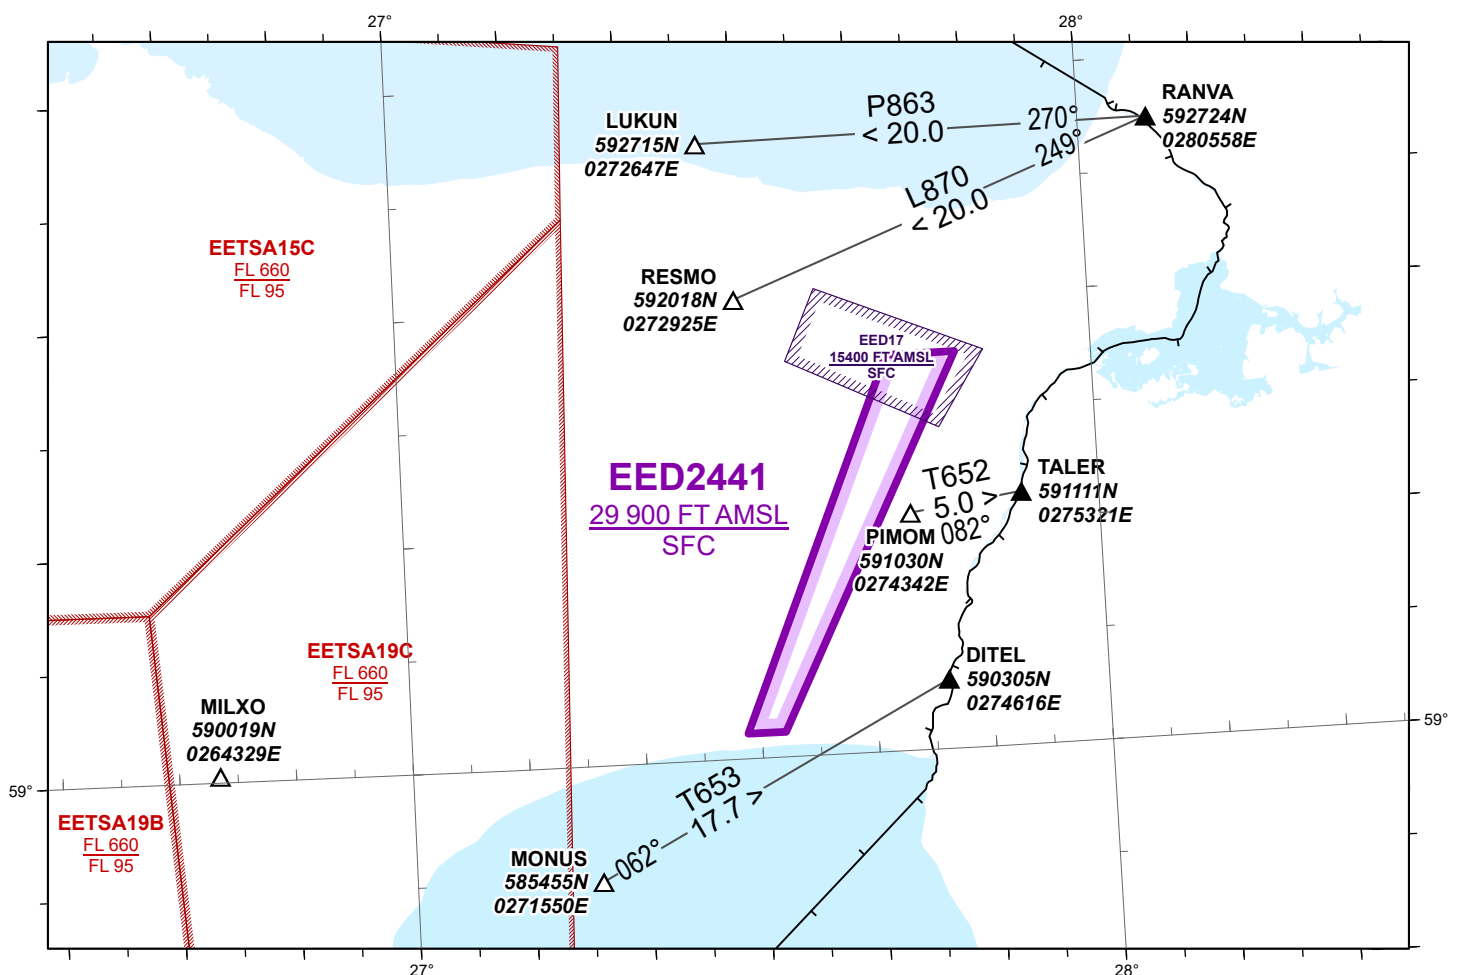 27°
28°
RANVA
592724N
0280558E
P863
< 20.0
270°
LUKUN
592715N
0272647E
249°
L870
< 20.0
EETSA15C
FL 660
FL 95
RESMO
592018N
0272925E
EED17
15400 FT AMSL
SFC
EED2441
29 900 FT AMSL
SFC
T652
5.0 >
082°
TALER
591111N
0275321E
PIMOM
591030N
0274342E
EETSA19C
FL 660
FL 95
DITEL
590305N
0274616E
MILXO
590019N
0264329E
59°
59°
T653
17.7 >
062°
EETSA19B
FL 660
FL 95
MONUS
585455N
0271550E
27°
28°